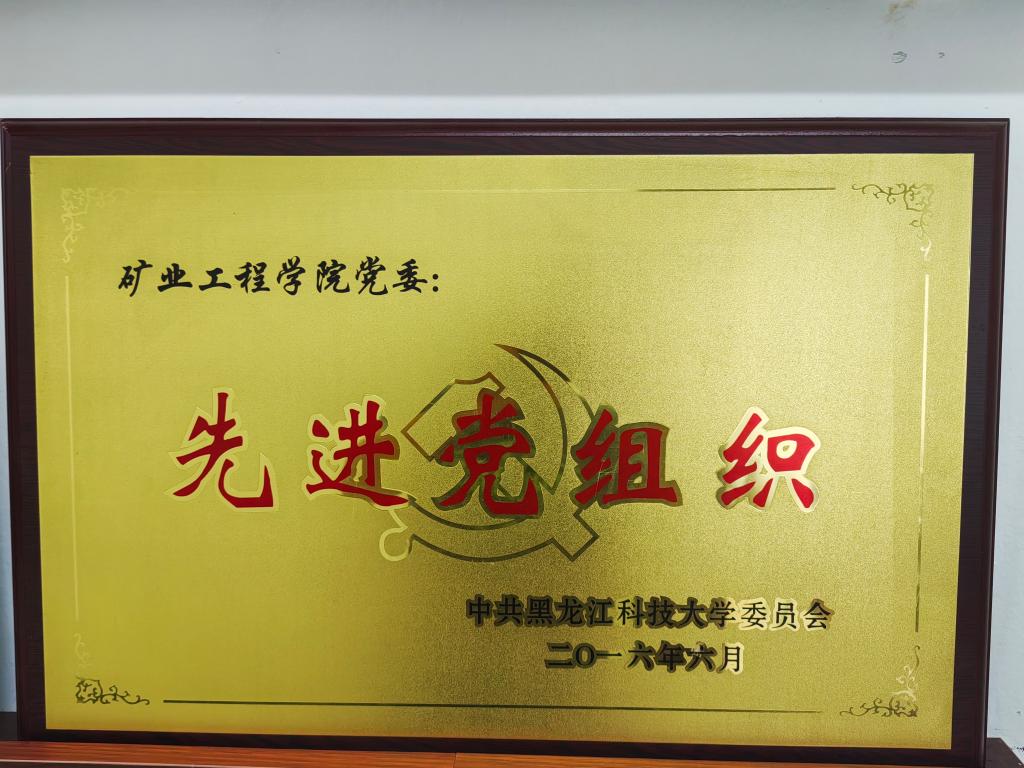 矿业工程学院党委:
先进党组织
中共黑龙江科技大学委员会
二〇一六年六月